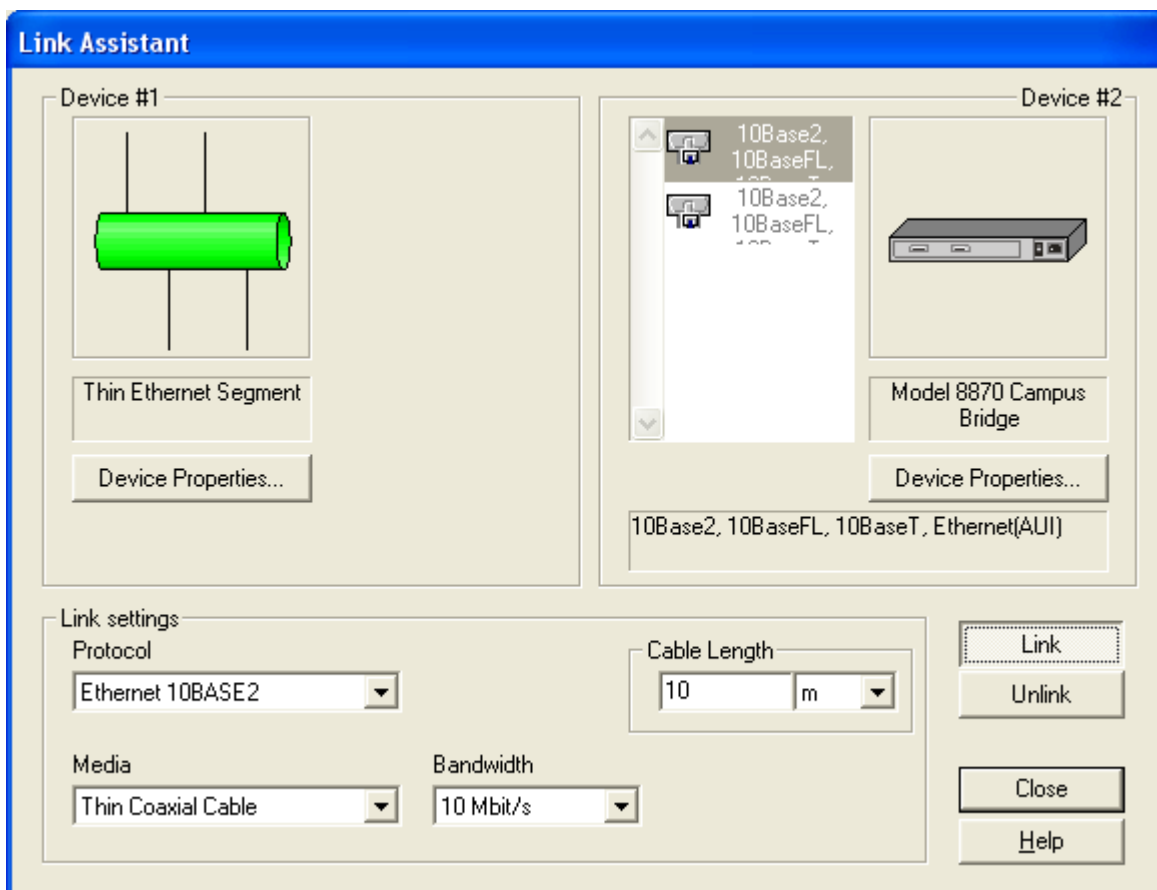 Link Assistant
Device #1
Thin Ethernet Segment
Device Properties...
Device #2
10Base2,
10BaseFL,
10Base2,
10BaseFL,
Model 8870 Campus
Bridge
Device Properties...
10Base2, 10BaseFL, 10BaseT, Ethernet(AUI)
Link settings
Protocol
Ethernet 10BASE2
Cable Length
10
m
Media
Thin Coaxial Cable
Bandwidth
10 Mbit/s
Link
Unlink
Close
Help